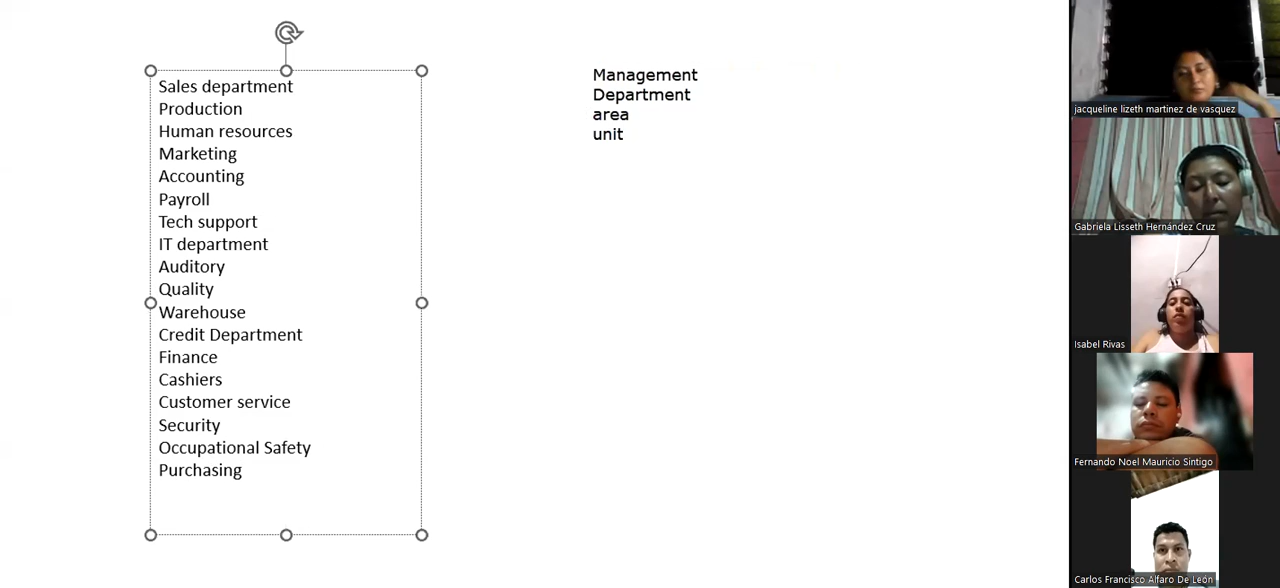 Sales department
Production
Human resources
Marketing
Accounting
Payroll
Tech support
IT department
Auditory
Quality
Warehouse
Credit Department
Finance
Cashiers
Customer service
Security
Occupational Safety
Purchasing
Management
Department
area
unit
jacqueline lizeth martinez de vasquez
Gabriela Lisseth Hernández Cruz
Isabel Rivas
Fernando Noel Mauricio Sintigo
Carlos Francisco Alfaro De León